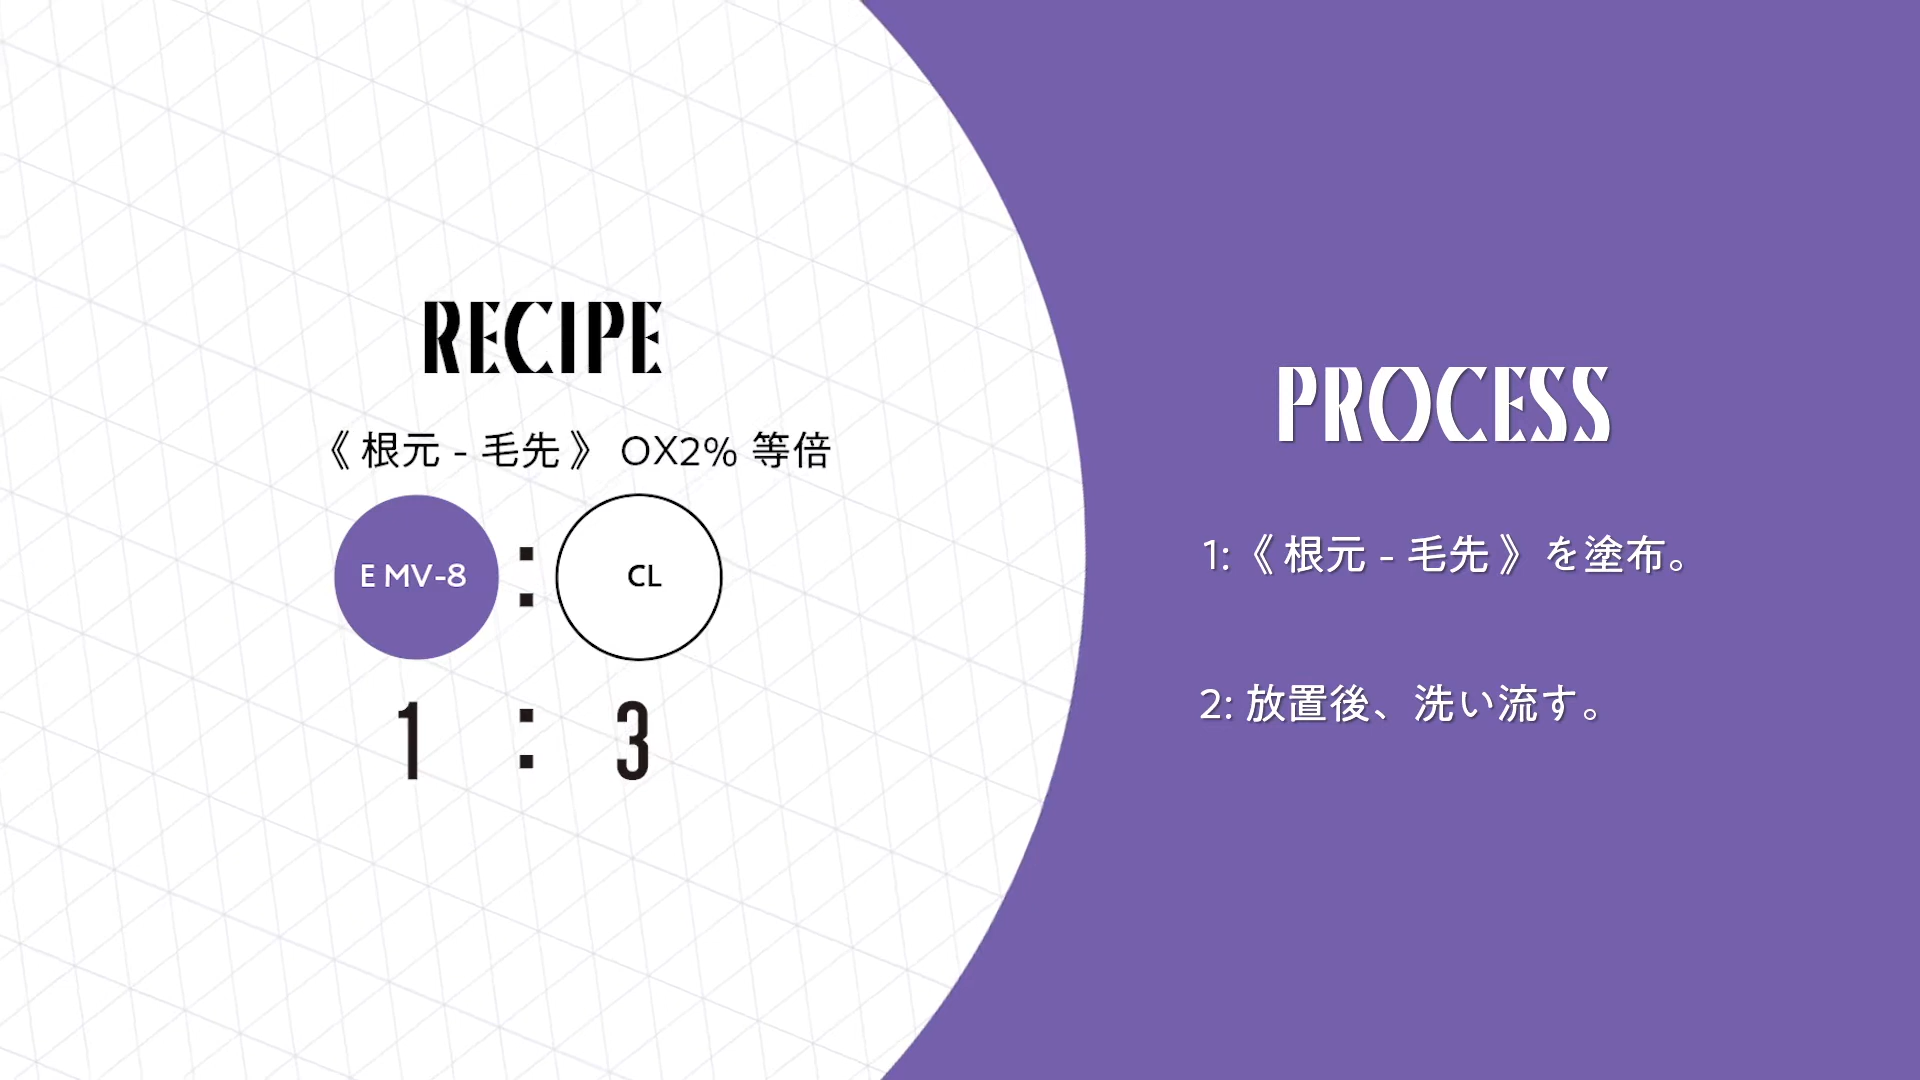 RECIPE
《 根元 - 毛先 》 OX2% 等倍
E MV-8 : CL
1 : 3
PROCESS
1:《 根元 - 毛先 》 を塗布。
2: 放置後、洗い流す。